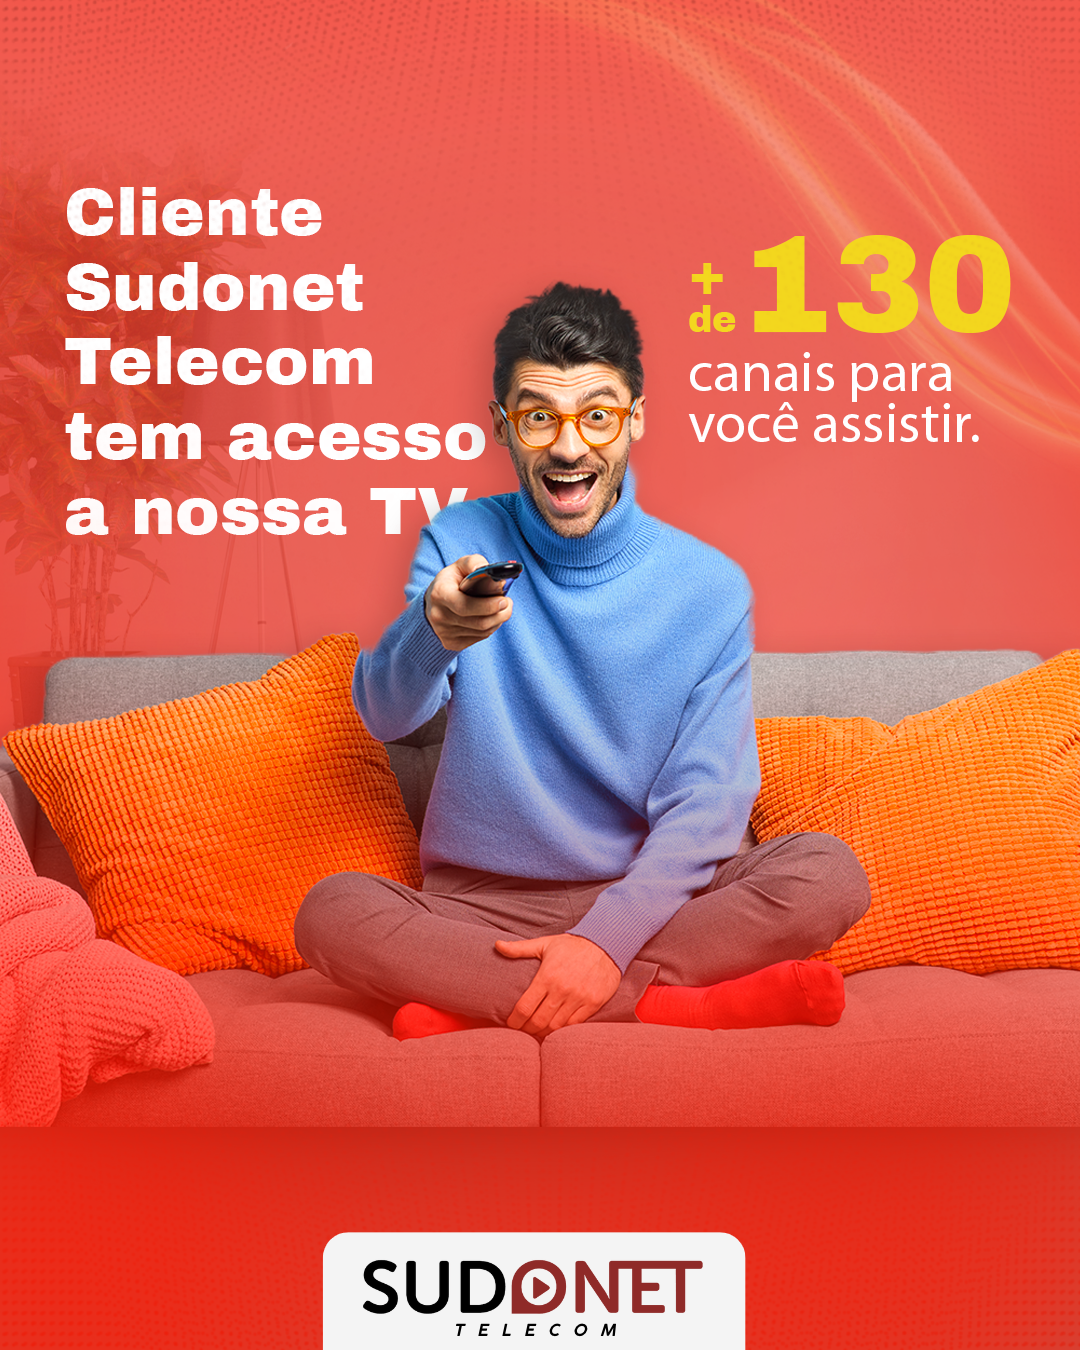 Cliente
Sudonet
Telecom
tem acesso
a nossa TV
+
de 130
canais para
você assistir.
SUDONET
TELECOM